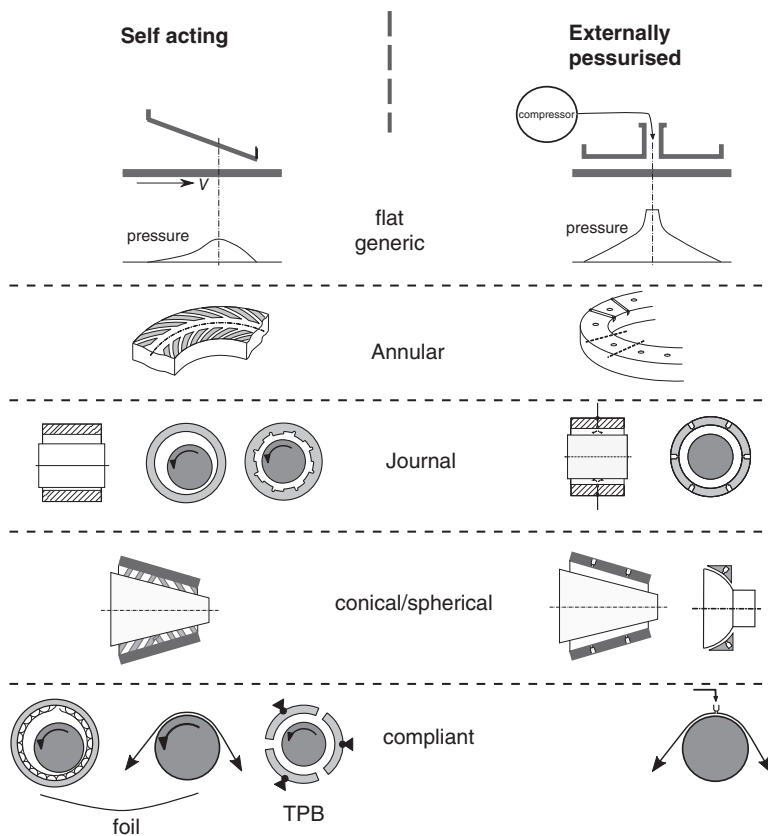 Self acting
Externally
pessurised
compressor
V
pressure
flat
generic
pressure
Annular
Journal
conical/spherical
compliant
TPB
foil